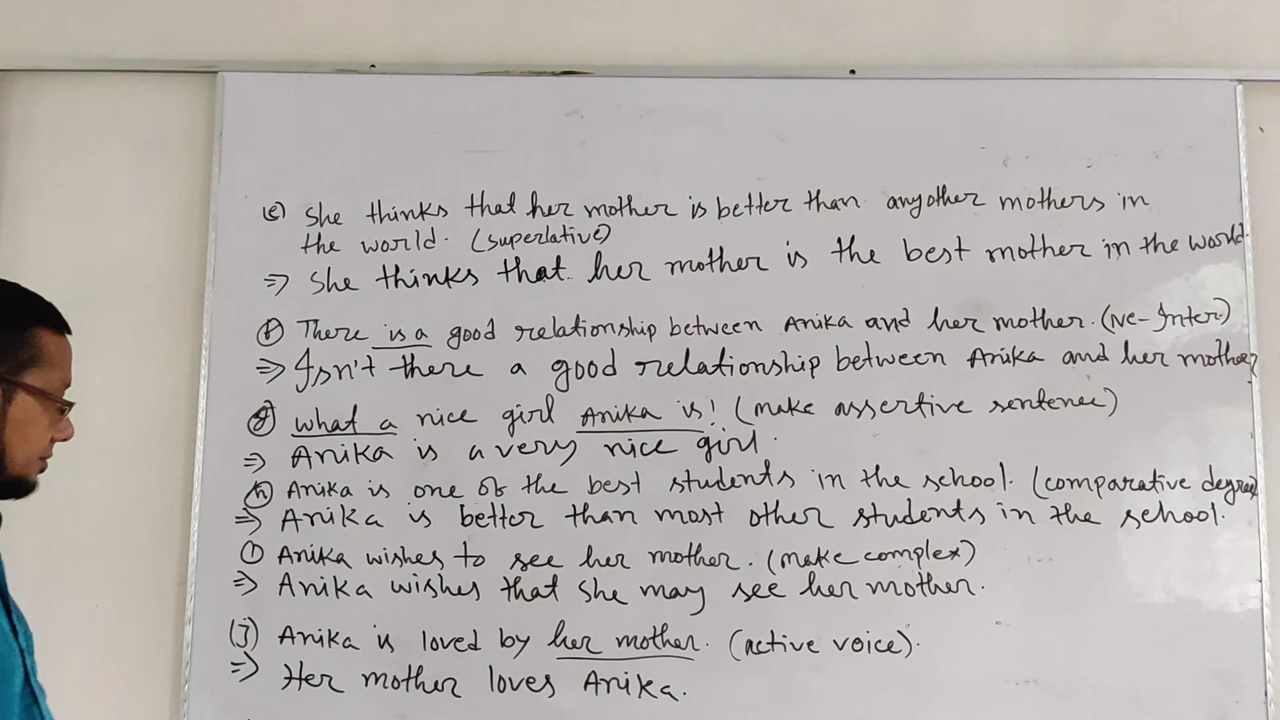 (e) She thinks that her mother is better than anyother mothers in
the world. (superlative)
⇒ She thinks that her mother is the best mother in the world.
(f) There is a good relationship between Anika and her mother. (Ne-Inter)
⇒ Isn't there a good relationship between Anika and her mother?
(g) What a nice girl Anika is! (make assertive sentence)
⇒ Anika is a very nice girl.
(h) Anika is one of the best students in the school. (comparative degree)
⇒ Anika is better than most other students in the school.
(i) Anika wishes to see her mother. (make complex)
⇒ Anika wishes that she may see her mother.
(j) Anika is loved by her mother. (active voice).
⇒ Her mother loves Anika.